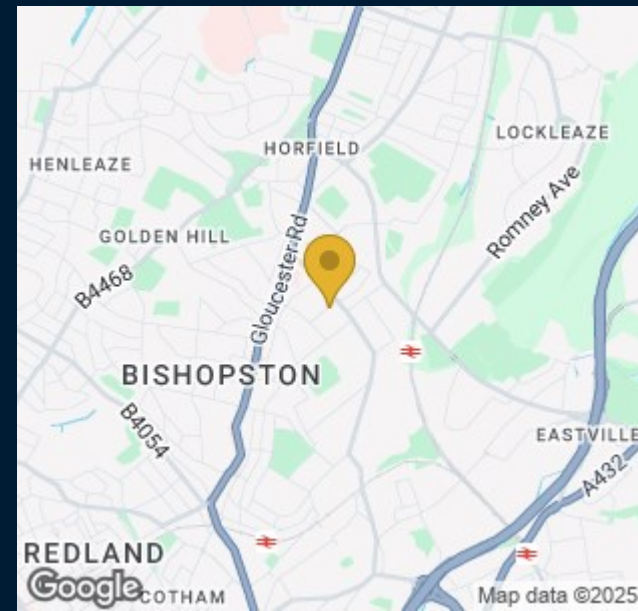 LOCKLEAZE
HORFIELD
HENLEAZE
Romney Ave
GOLDEN HILL
Gloucester Rd
B4468
BISHOPSTON
B4054
EASTVILLE
A432
REDLAND
COTHAM
Google
Map data ©2025